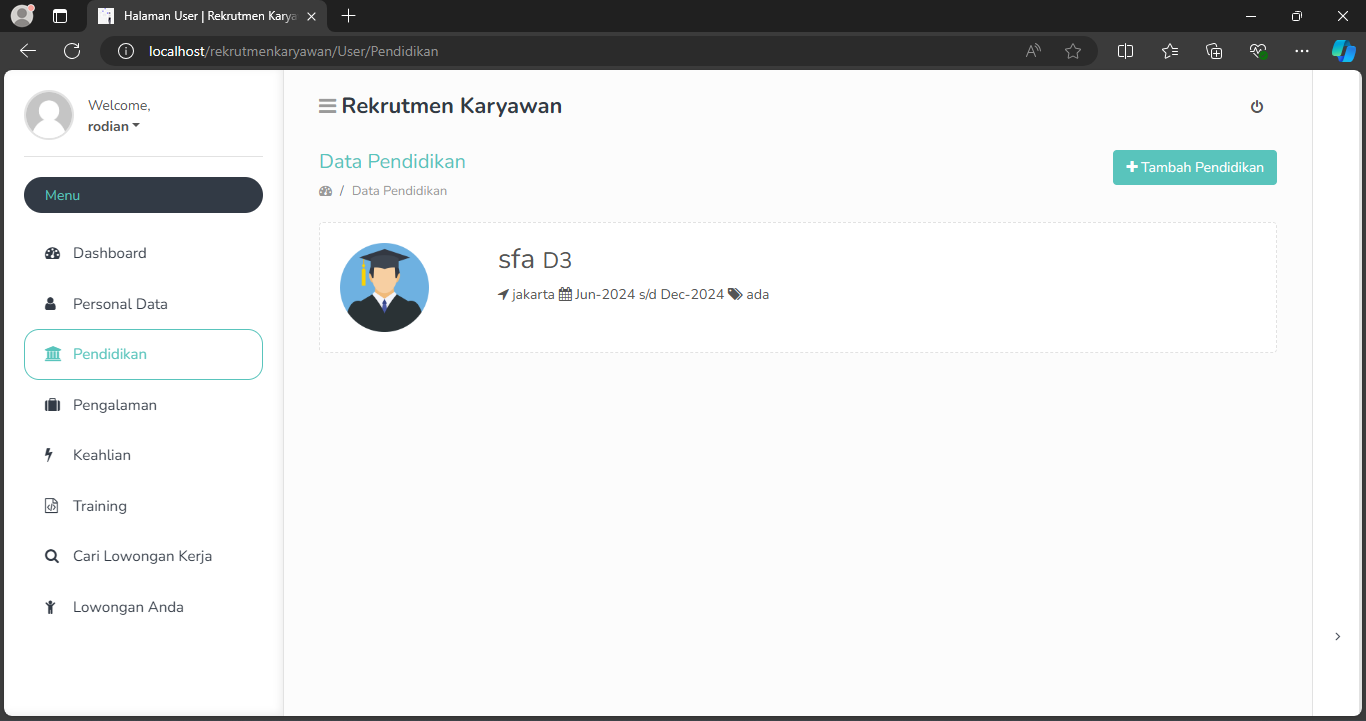 Halaman User | Rekrutmen Karya
localhost/rekrutmenkaryawan/User/Pendidikan
Welcome,
rodian
Menu
Dashboard
Personal Data
Pendidikan
Pengalaman
Keahlian
Training
Cari Lowongan Kerja
Lowongan Anda
Rekrutmen Karyawan
Data Pendidikan
/ Data Pendidikan
Tambah Pendidikan
sfa D3
jakarta Jun-2024 s/d Dec-2024 ada